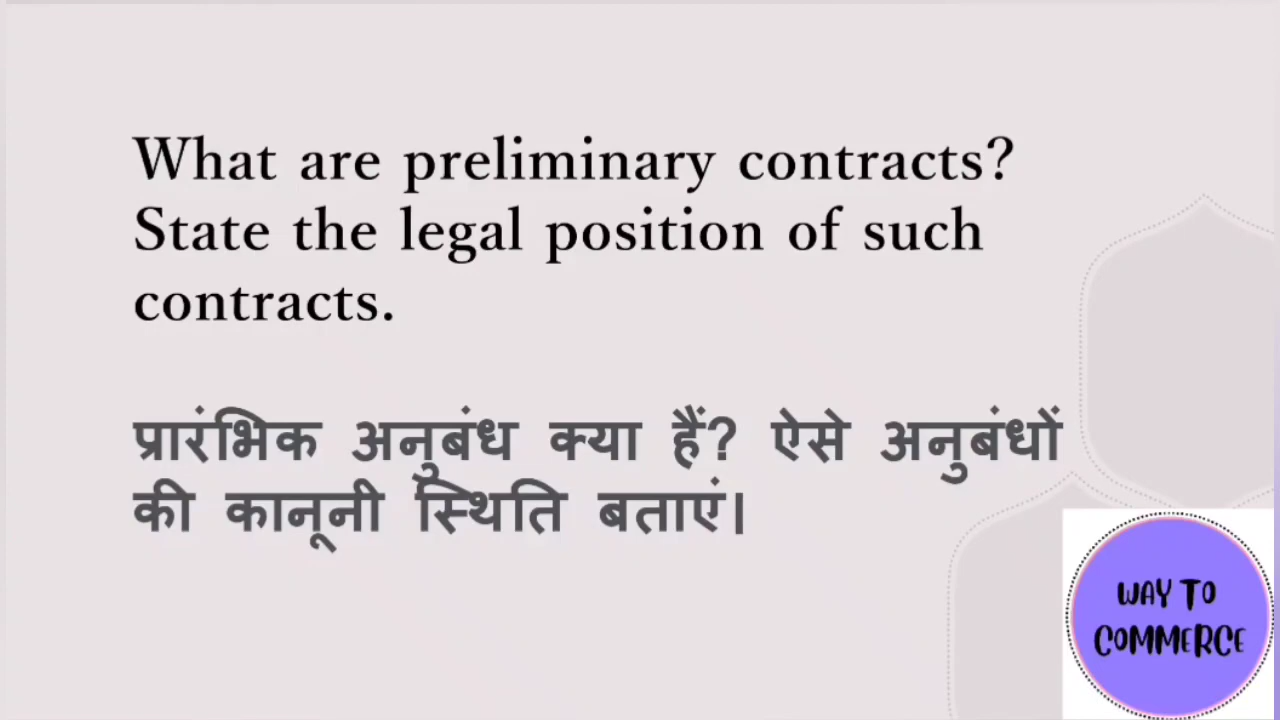 What are preliminary contracts?
State the legal position of such
contracts.
प्रारंभिक अनुबंध क्या हैं? ऐसे अनुबंधों
की कानूनी स्थिति बताएं।
WAY TO
COMMERCE